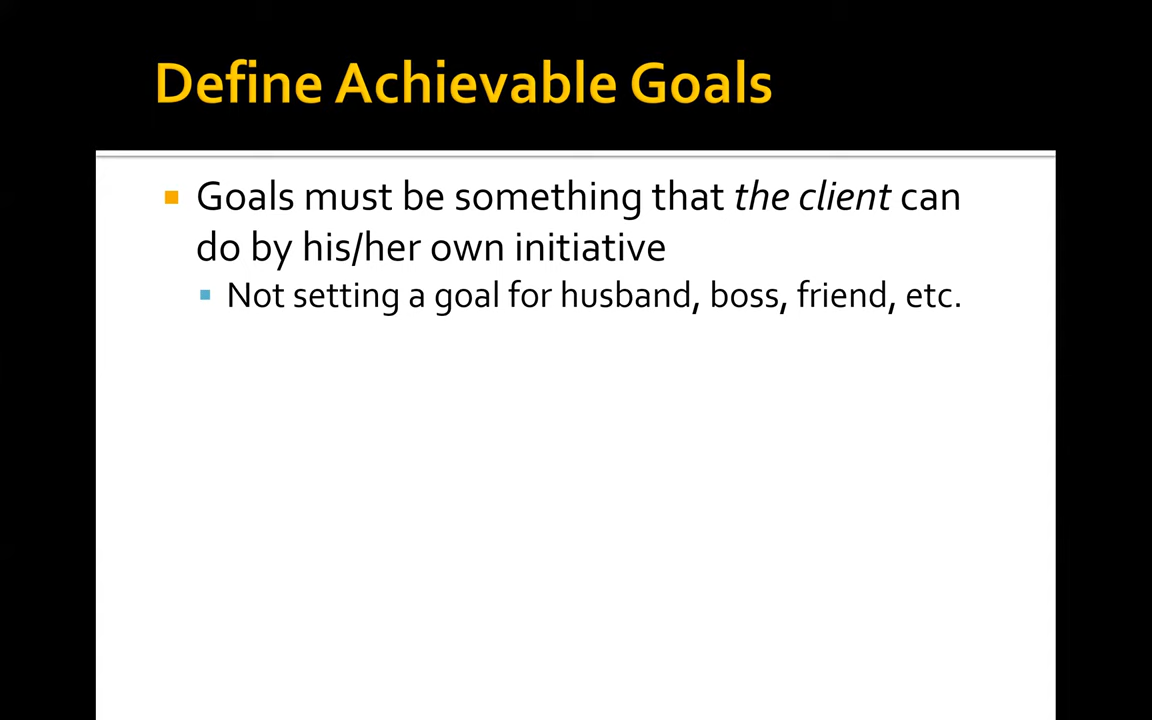 Define Achievable Goals
Goals must be something that the client can
do by his/her own initiative
Not setting a goal for husband, boss, friend, etc.